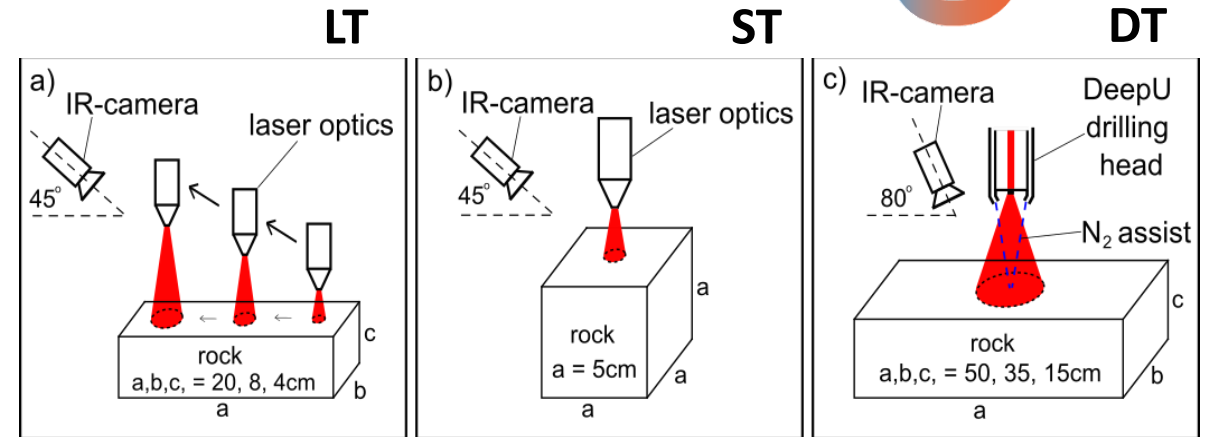 LT
ST
DT
a)
IR-camera
laser optics
45°
rock
a,b,c, = 20, 8, 4cm
a
b
c
b)
IR-camera
laser optics
45°
rock
a = 5cm
a
a
a
c)
IR-camera
DeepU
drilling
head
80°
N₂ assist
rock
a,b,c, = 50, 35, 15cm
a
b
c